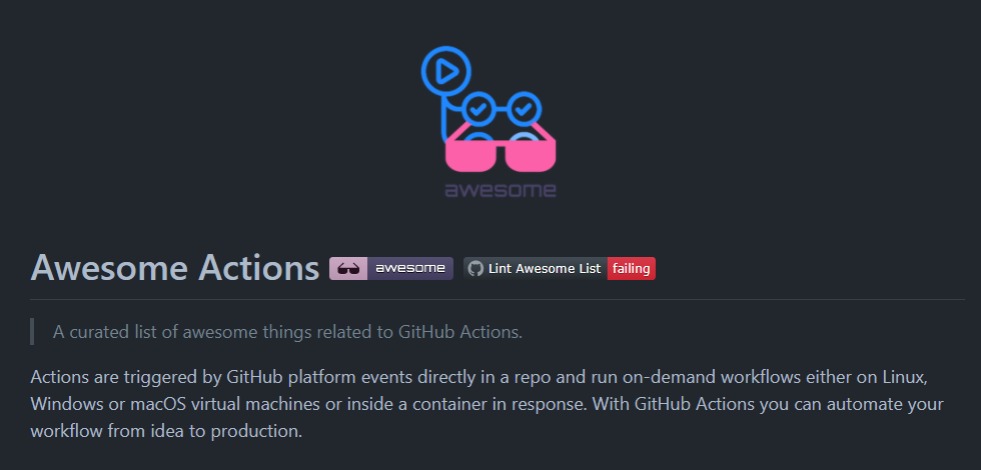 awesome
Awesome Actions awesome Lint Awesome List failing
A curated list of awesome things related to GitHub Actions.
Actions are triggered by GitHub platform events directly in a repo and run on-demand workflows either on Linux,
Windows or macOS virtual machines or inside a container in response. With GitHub Actions you can automate your
workflow from idea to production.